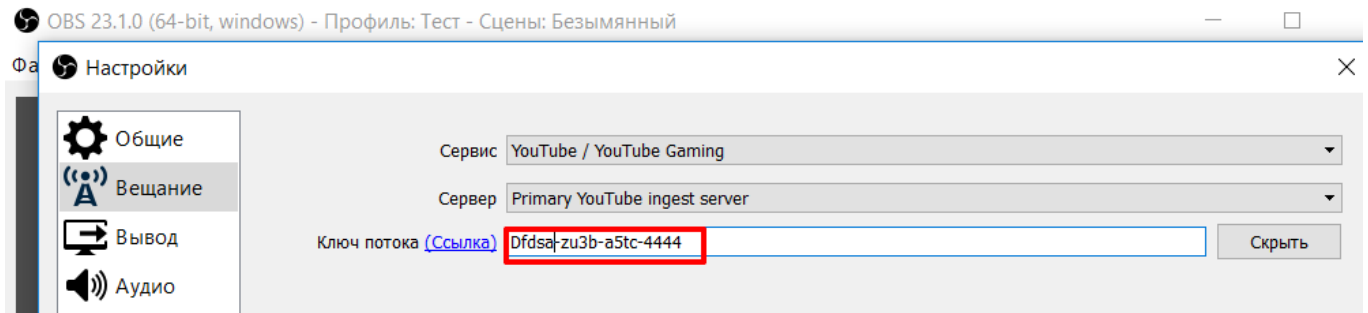 OBS 23.1.0 (64-bit, windows) - Профиль: Тест - Сцены: Безымянный
Фа
Настройки
Общие
Сервис YouTube / YouTube Gaming
Вещание
Сервер Primary YouTube ingest server
Вывод
Ключ потока (Ссылка) Dfdsa-zu3b-a5tc-4444 Скрыть
Аудио